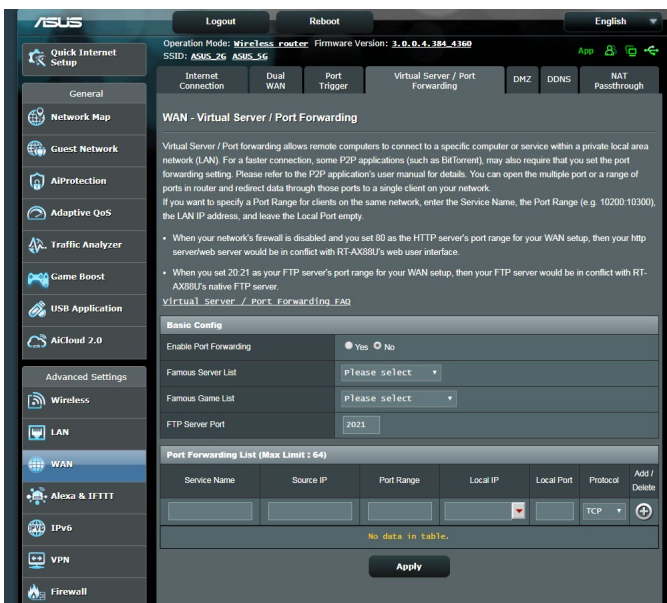 ASUS
Logout
Reboot
English
Quick Internet
Setup
Operation Mode: Wireless router Firmware Version: 3.0.0.4.384_4360
SSID: ASUS_2G ASUS_5G
App
General
Network Map
Guest Network
AiProtection
Adaptive QoS
Traffic Analyzer
Game Boost
USB Application
AiCloud 2.0
Advanced Settings
Wireless
LAN
WAN
Alexa & IFTTT
IPv6
VPN
Firewall
Internet
Connection
Dual
WAN
Port
Trigger
Virtual Server / Port
Forwarding
DMZ
DDNS
NAT
Passthrough
WAN - Virtual Server / Port Forwarding
Virtual Server / Port forwarding allows remote computers to connect to a specific computer or service within a private local area
network (LAN). For a faster connection, some P2P applications (such as BitTorrent), may also require that you set the port
forwarding setting. Please refer to the P2P application's user manual for details. You can open the multiple port or a range of
ports in router and redirect data through those ports to a single client on your network.
If you want to specify a Port Range for clients on the same network, enter the Service Name, the Port Range (e.g. 10200:10300),
the LAN IP address, and leave the Local Port empty.
• When your network's firewall is disabled and you set 80 as the HTTP server's port range for your WAN setup, then your http
server/web server would be in conflict with RT-AX88U's web user interface.
• When you set 20:21 as your FTP server's port range for your WAN setup, then your FTP server would be in conflict with RT-
AX88U's native FTP server.
Virtual Server / Port Forwarding FAQ
Basic Config
Enable Port Forwarding Yes No
Famous Server List Please select
Famous Game List Please select
FTP Server Port 2021
Port Forwarding List (Max Limit : 64)
Service Name Source IP Port Range Local IP Local Port Protocol Add /
Delete
TCP
No data in table.
Apply